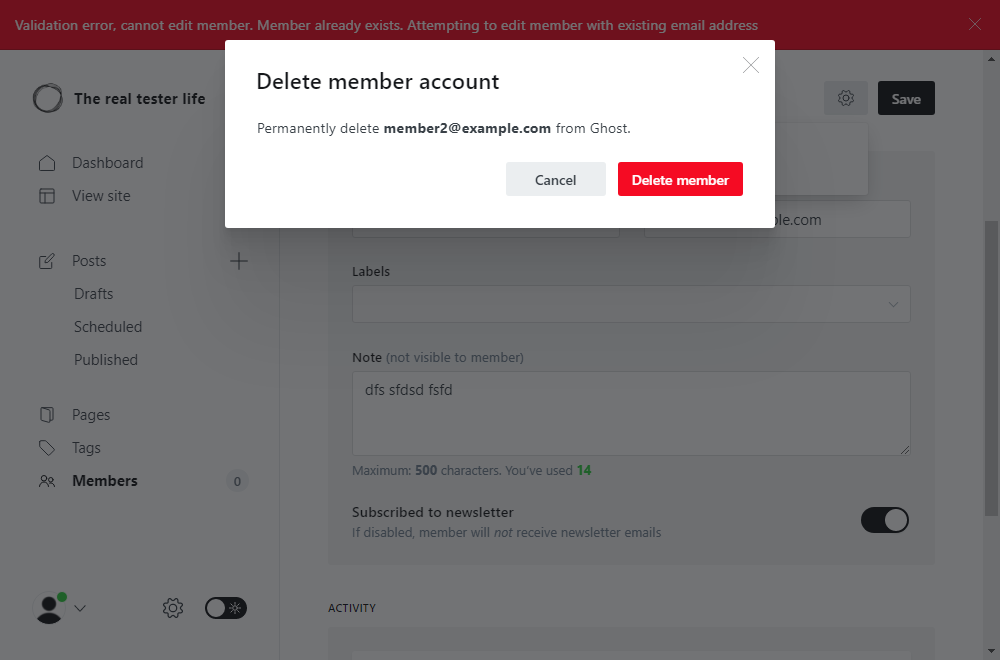 Validation error, cannot edit member. Member already exists. Attempting to edit member with existing email address
Delete member account
Permanently delete member2@example.com from Ghost.
Cancel
Delete member
The real tester life
Save
Dashboard
View site
Posts
Drafts
Scheduled
Published
Pages
Tags
Members
0
ple.com
Labels
Note (not visible to member)
dfs sfdsd fsfd
Maximum: 500 characters. You've used 14
Subscribed to newsletter
If disabled, member will not receive newsletter emails
ACTIVITY